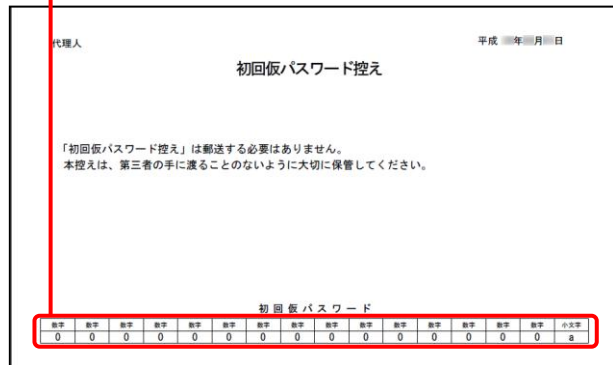 代理人
平成 年 月 日
初回仮パスワード控え
「初回仮パスワード控え」は郵送する必要はありません。
本控えは、第三者の手に渡ることのないように大切に保管してください。
初回仮パスワード
数字 数字 数字 数字 数字 数字 数字 数字 数字 数字 数字 数字 数字 数字 小文字
0 0 0 0 0 0 0 0 0 0 0 0 0 0 a